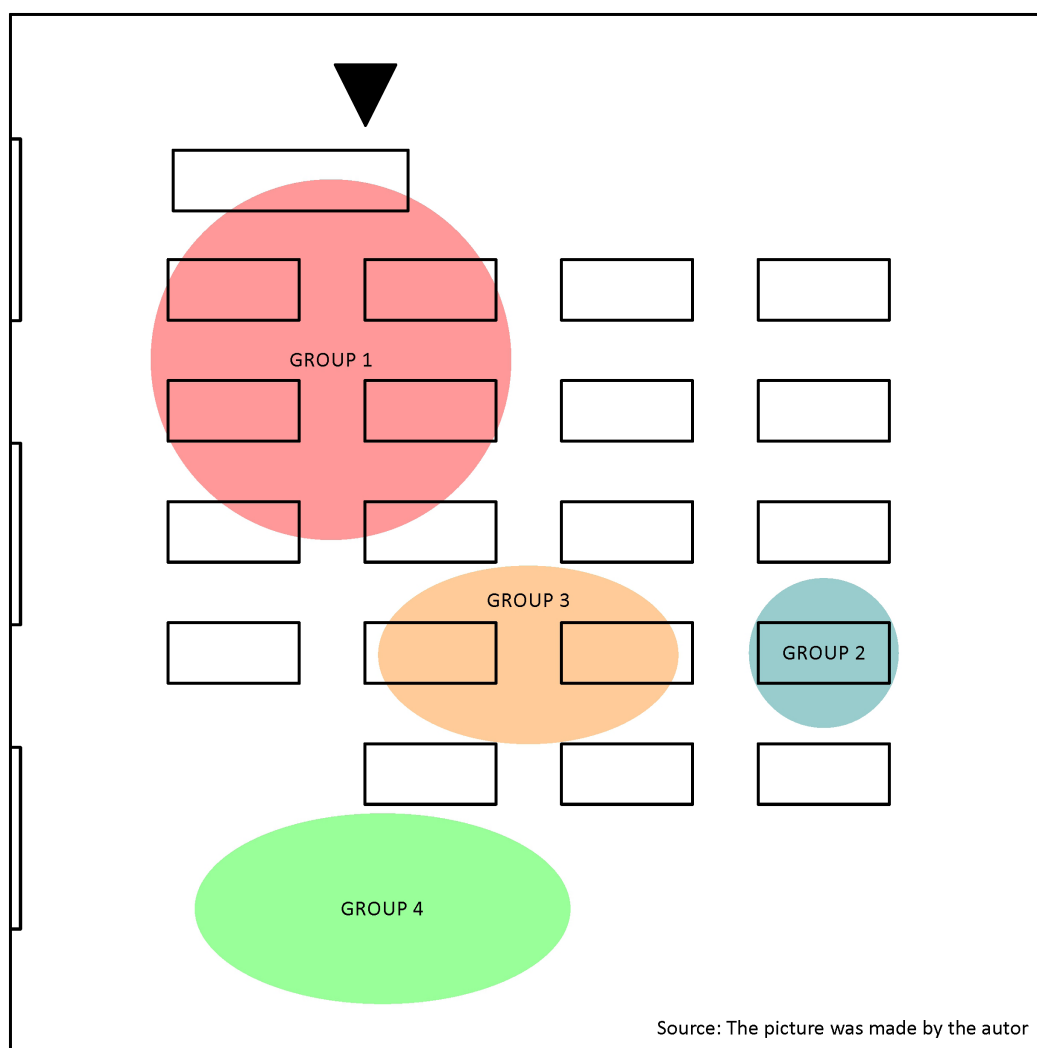 GROUP 1
GROUP 3
GROUP 2
GROUP 4
Source: The picture was made by the autor